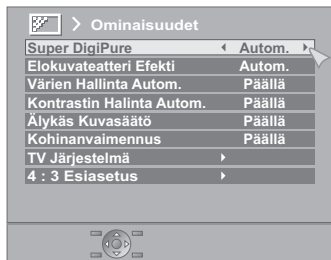 > Ominaisuudet
Super DigiPure Autom.
Elokuvateatteri Efekti Autom.
Värien Hallinta Autom. Päällä
Kontrastin Halinta Autom. Päällä
Älykäs Kuvasäätö Päällä
Kohinanvaimennus Päällä
TV Järjestelmä
4 : 3 Esiasetus